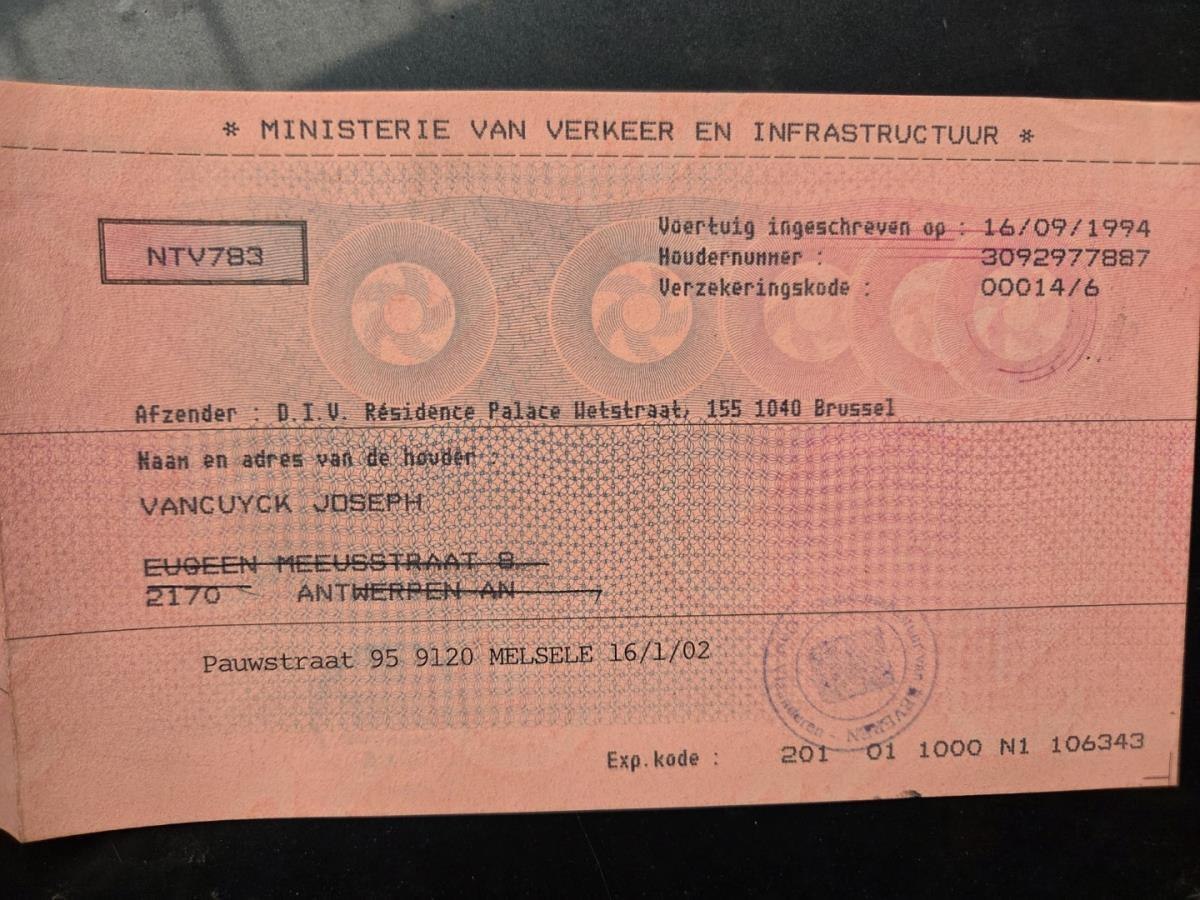 * MINISTERIE VAN VERKEER EN INFRASTRUCTUUR *
NTV783
Voertuig ingeschreven op : 16/09/1994
Houdernummer : 3092977887
Verzekeringskode : 00014/6
Afzender : D.I.V. Résidence Palace Wetstraat, 155 1040 Brussel
Naam en adres van de houder :
VANCUYCK JOSEPH
EUGEEN MEEUSSTRAAT 8
2170 ANTWERPEN AN
Pauwstraat 95 9120 MELSELE 16/1/02
BEVEREN
Vlaanderen
Exp.kode : 201 01 1000 N1 106343